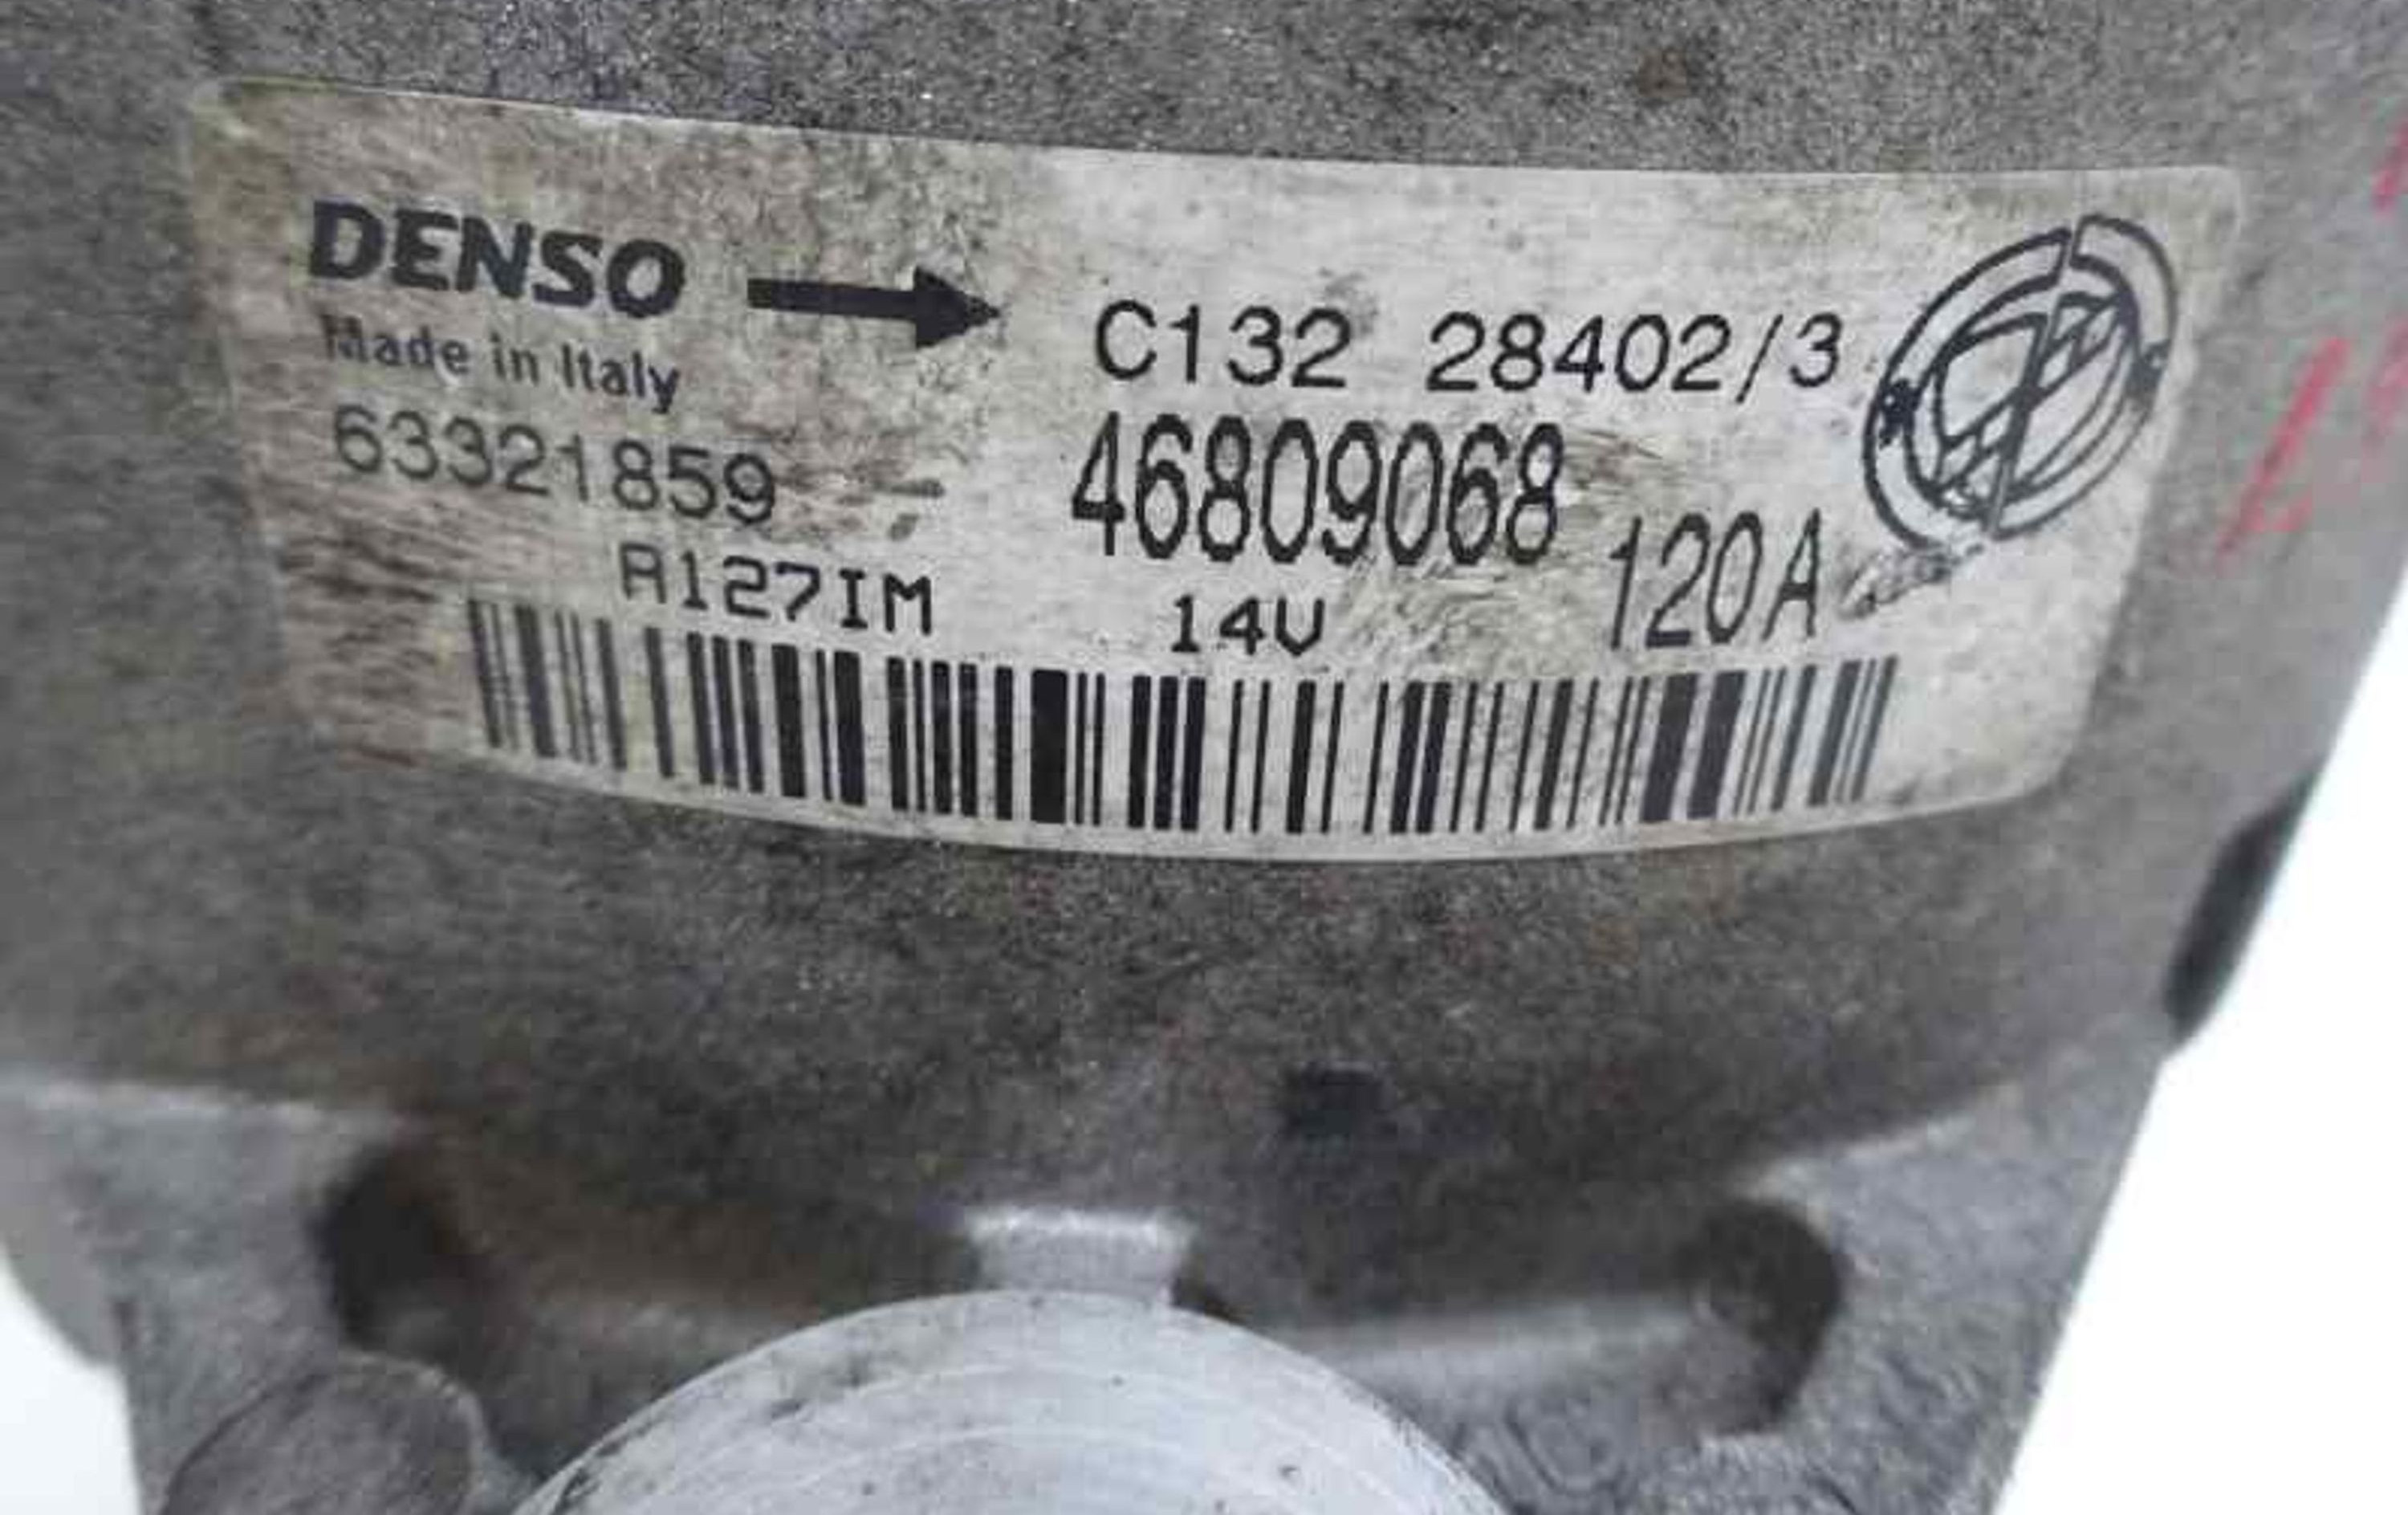 DENSO
Made in Italy
63321859
C132 28402/3
46809068
A127IM 14V 120A